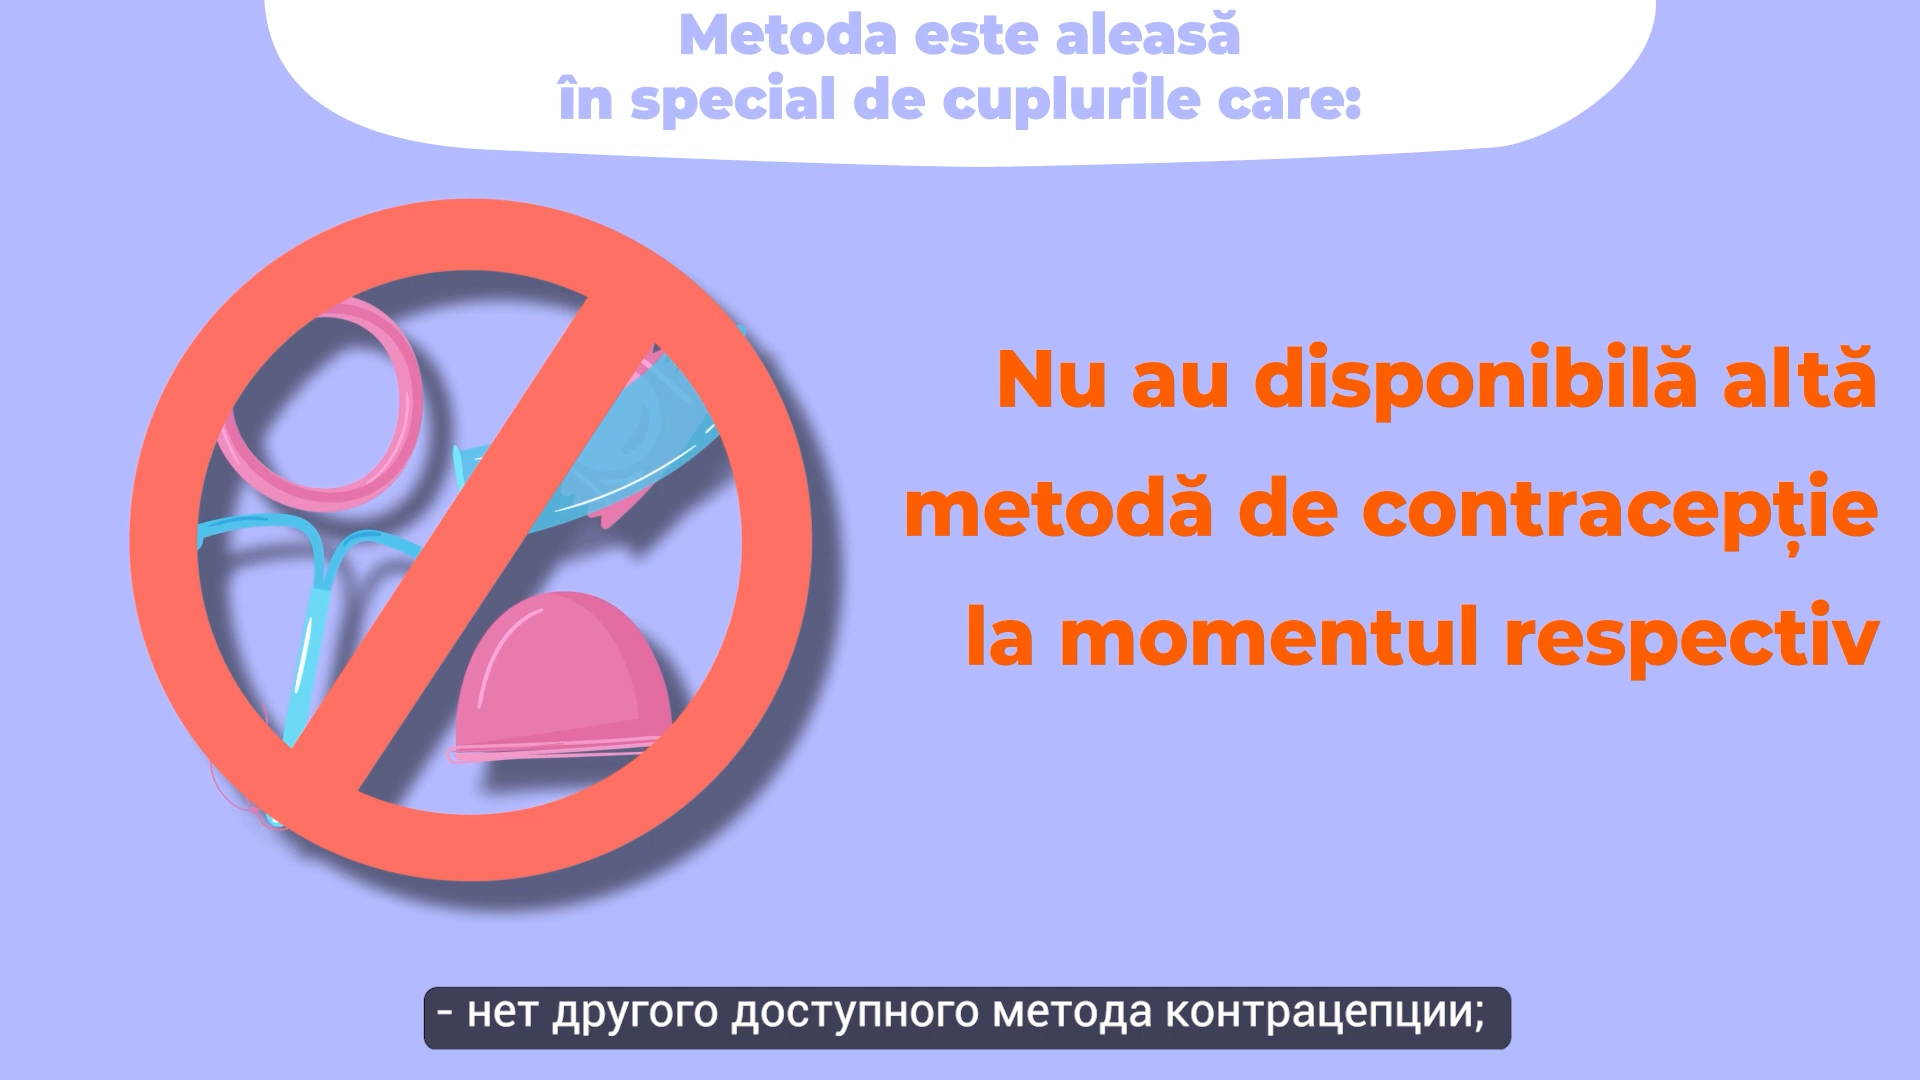 Metoda este aleasă
în special de cuplurile care:
Nu au disponibilă altă
metodă de contracepție
la momentul respectiv
- нет другого доступного метода контрацепции;